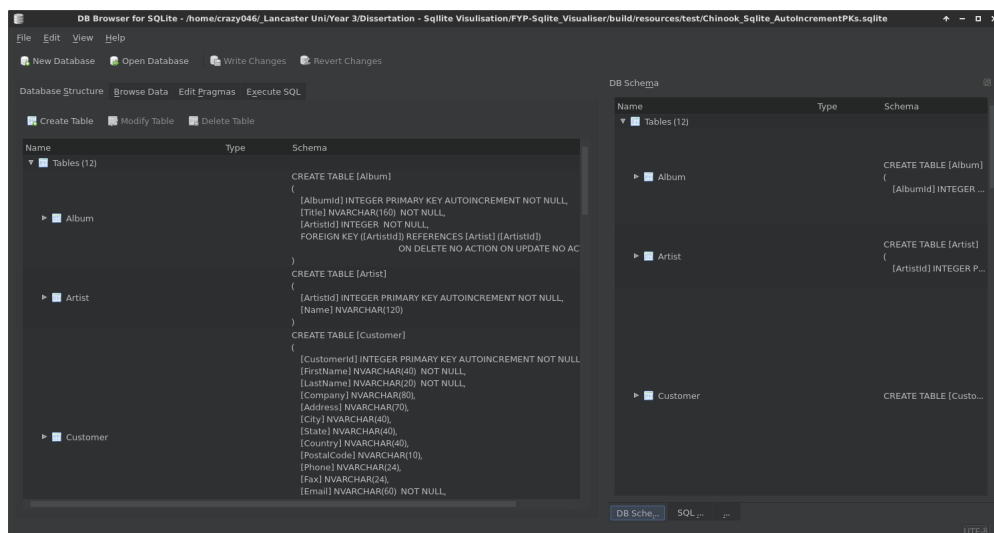 DB Browser for SQLite - /home/crazy046/_Lancaster Uni/Year 3/Dissertation - Sqllite Visulisation/FYP-Sqlite_Visualiser/build/resources/test/Chinook_Sqlite_AutoIncrementPKs.sqlite
File Edit View Help
New Database Open Database Write Changes Revert Changes
Database Structure Browse Data Edit Pragmas Execute SQL
Create Table Modify Table Delete Table
Name Type Schema
Tables (12)
CREATE TABLE [Album]
(
[AlbumId] INTEGER PRIMARY KEY AUTOINCREMENT NOT NULL,
[Title] NVARCHAR(160) NOT NULL,
Album
[ArtistId] INTEGER NOT NULL,
FOREIGN KEY ([ArtistId]) REFERENCES [Artist] ([ArtistId])
ON DELETE NO ACTION ON UPDATE NO AC
)
CREATE TABLE [Artist]
(
Artist
[ArtistId] INTEGER PRIMARY KEY AUTOINCREMENT NOT NULL,
[Name] NVARCHAR(120)
)
CREATE TABLE [Customer]
(
[CustomerId] INTEGER PRIMARY KEY AUTOINCREMENT NOT NULL
[FirstName] NVARCHAR(40) NOT NULL,
[LastName] NVARCHAR(20) NOT NULL,
[Company] NVARCHAR(80),
[Address] NVARCHAR(70),
[City] NVARCHAR(40),
[State] NVARCHAR(40),
Customer
[Country] NVARCHAR(40),
[PostalCode] NVARCHAR(10),
[Phone] NVARCHAR(24),
[Fax] NVARCHAR(24),
[Email] NVARCHAR(60) NOT NULL,
DB Schema
Name Type Schema
Tables (12)
CREATE TABLE [Album]
Album (
[AlbumId] INTEGER ...
CREATE TABLE [Artist]
Artist (
[ArtistId] INTEGER P...
Customer CREATE TABLE [Custo...
DB Sche... SQL ... ...
UTF-8